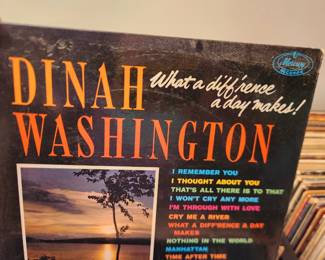 Mercury
Records
DINAH
What a diff'rence
a day makes!
WASHINGTON
I REMEMBER YOU
I THOUGHT ABOUT YOU
THAT'S ALL THERE IS TO THAT
I WON'T CRY ANY MORE
I'M THROUGH WITH LOVE
CRY ME A RIVER
WHAT A DIFF'RENCE A DAY
MAKES
NOTHING IN THE WORLD
MANHATTAN
TIME AFTER TIME